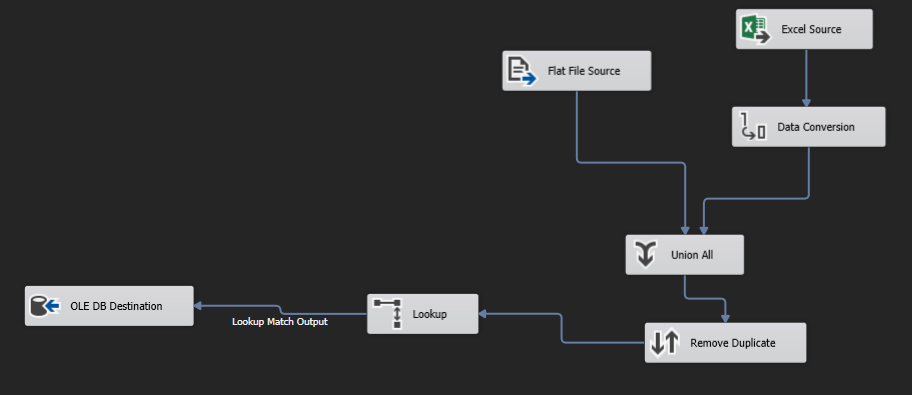 Excel Source
Flat File Source
Data Conversion
Union All
OLE DB Destination
Lookup Match Output
Lookup
Remove Duplicate